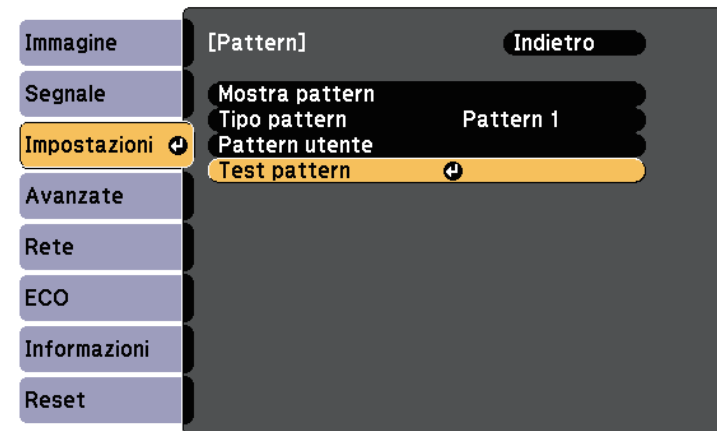 Immagine
Segnale
Impostazioni
Avanzate
Rete
ECO
Informazioni
Reset
[Pattern] Indietro
Mostra pattern
Tipo pattern Pattern 1
Pattern utente
Test pattern